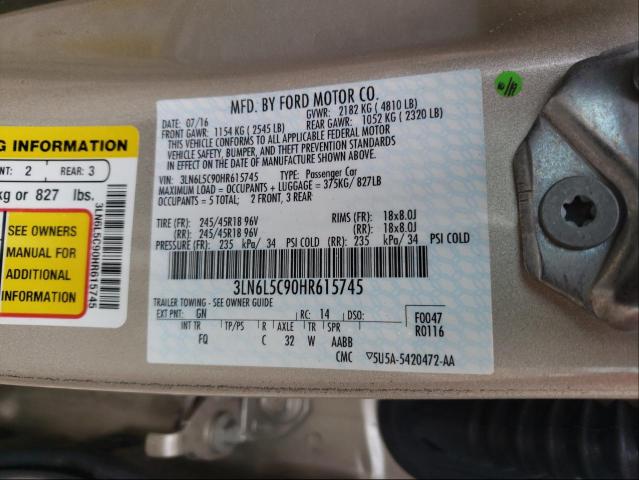 G INFORMATION
NT: 2 REAR: 3
kg or 827 lbs.
SEE OWNERS
MANUAL FOR
ADDITIONAL
INFORMATION
3LN6L5C90HR615745
MFD. BY FORD MOTOR CO.
DATE: 07/16 GVWR: 2182 KG ( 4810 LB)
FRONT GAWR: 1154 KG ( 2545 LB) REAR GAWR: 1052 KG ( 2320 LB)
THIS VEHICLE CONFORMS TO ALL APPLICABLE FEDERAL MOTOR
VEHICLE SAFETY, BUMPER, AND THEFT PREVENTION STANDARDS
IN EFFECT ON THE DATE OF MANUFACTURE SHOWN ABOVE.
VIN: 3LN6L5C90HR615745 TYPE: Passenger Car
MAXIMUM LOAD = OCCUPANTS + LUGGAGE = 375KG/ 827LB
OCCUPANTS = 5 TOTAL: 2 FRONT, 3 REAR
TIRE (FR): 245/45R18 96V RIMS (FR): 18x8.0J
(RR): 245/45R18 96V (RR): 18x8.0J
PRESSURE (FR): 235 kPa/ 34 PSI COLD (RR): 235 kPa/ 34 PSI COLD
3LN6L5C90HR615745
TRAILER TOWING - SEE OWNER GUIDE
EXT PNT: GN RC: 14 DSO: F0047
INT TR TP/PS R AXLE TR SPR R0116
FQ C 32 W AABB
CMC 5U5A-5420472-AA